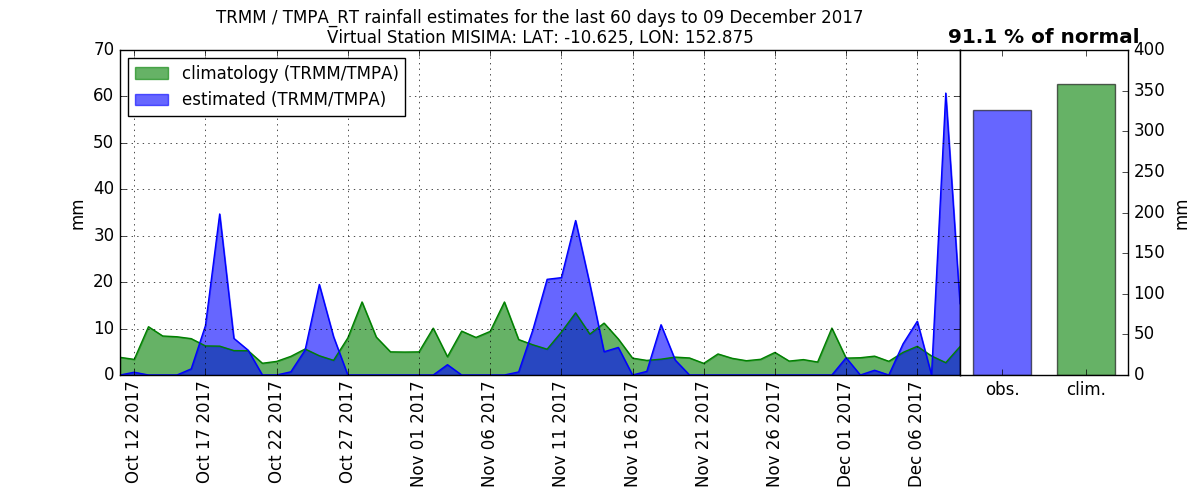 TRMM / TMPA_RT rainfall estimates for the last 60 days to 09 December 2017
Virtual Station MISIMA: LAT: -10.625, LON: 152.875
91.1 % of normal
climatology (TRMM/TMPA)
estimated (TRMM/TMPA)
70
60
50
40
30
20
10
0
mm
400
350
300
250
200
150
100
50
0
mm
obs.
clim.
Oct 12 2017
Oct 17 2017
Oct 22 2017
Oct 27 2017
Nov 01 2017
Nov 06 2017
Nov 11 2017
Nov 16 2017
Nov 21 2017
Nov 26 2017
Dec 01 2017
Dec 06 2017